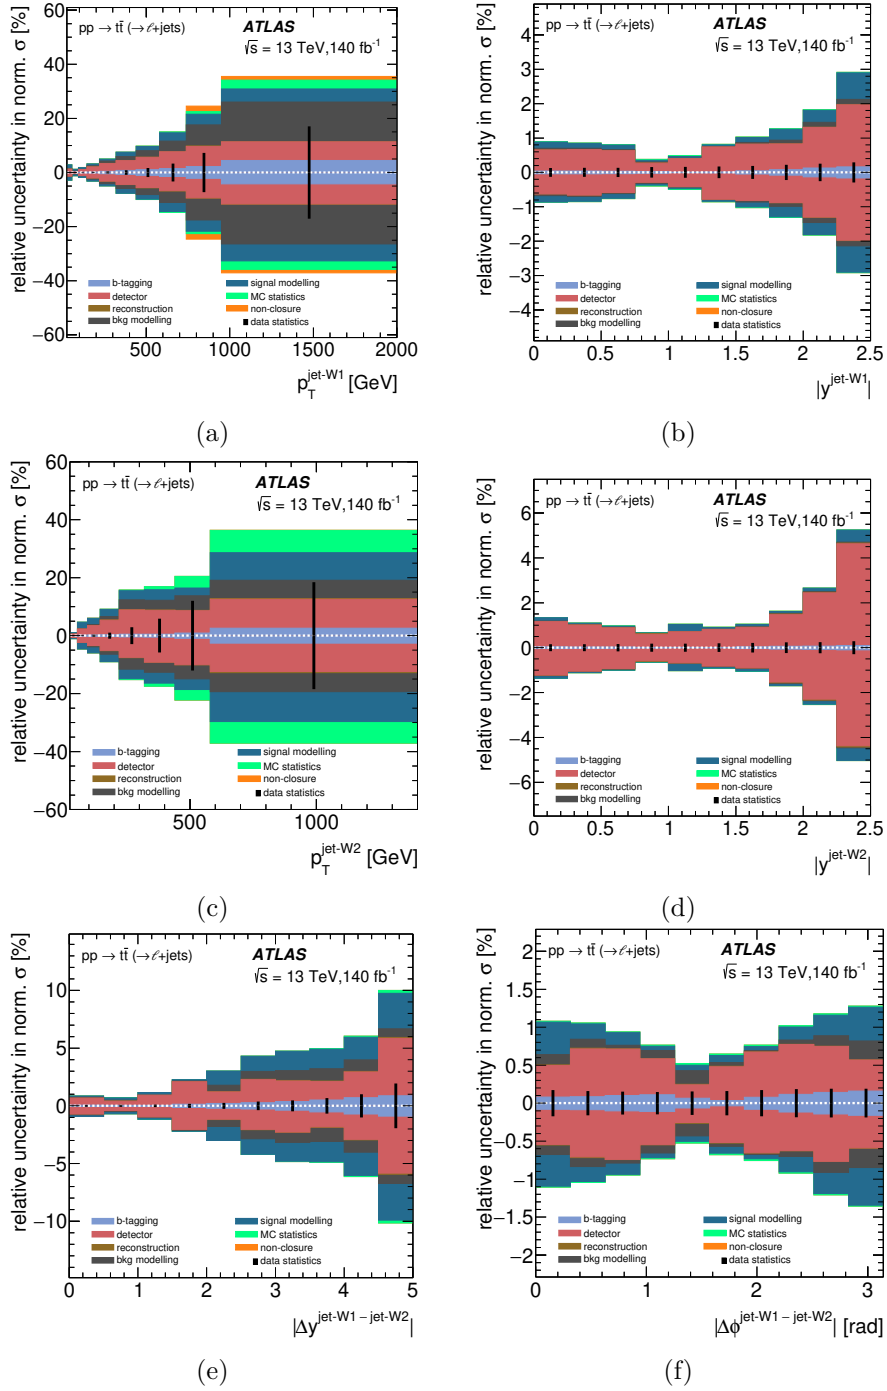 relative uncertainty in norm. σ [%]
pp → tt̄ (→ℓ+jets)
ATLAS
√s = 13 TeV,140 fb⁻¹
60
40
20
0
−20
−40
−60
b-tagging
detector
reconstruction
bkg modelling
signal modelling
MC statistics
non-closure
data statistics
500 1000 1500 2000
p_T^jet-W1 [GeV]
(a)
relative uncertainty in norm. σ [%]
pp → tt̄ (→ℓ+jets)
ATLAS
√s = 13 TeV,140 fb⁻¹
4
3
2
1
0
−1
−2
−3
−4
b-tagging
detector
reconstruction
bkg modelling
signal modelling
MC statistics
non-closure
data statistics
0 0.5 1 1.5 2 2.5
|y^jet-W1|
(b)
relative uncertainty in norm. σ [%]
pp → tt̄ (→ℓ+jets)
ATLAS
√s = 13 TeV,140 fb⁻¹
60
40
20
0
−20
−40
−60
b-tagging
detector
reconstruction
bkg modelling
signal modelling
MC statistics
non-closure
data statistics
500 1000
p_T^jet-W2 [GeV]
(c)
relative uncertainty in norm. σ [%]
pp → tt̄ (→ℓ+jets)
ATLAS
√s = 13 TeV,140 fb⁻¹
6
4
2
0
−2
−4
−6
b-tagging
detector
reconstruction
bkg modelling
signal modelling
MC statistics
non-closure
data statistics
0 0.5 1 1.5 2 2.5
|y^jet-W2|
(d)
relative uncertainty in norm. σ [%]
pp → tt̄ (→ℓ+jets)
ATLAS
√s = 13 TeV,140 fb⁻¹
10
5
0
−5
−10
b-tagging
detector
reconstruction
bkg modelling
signal modelling
MC statistics
non-closure
data statistics
0 1 2 3 4 5
|Δy^jet-W1 − jet-W2|
(e)
relative uncertainty in norm. σ [%]
pp → tt̄ (→ℓ+jets)
ATLAS
√s = 13 TeV,140 fb⁻¹
2
1.5
1
0.5
0
−0.5
−1
−1.5
−2
b-tagging
detector
reconstruction
bkg modelling
signal modelling
MC statistics
non-closure
data statistics
0 1 2 3
|Δϕ^jet-W1 − jet-W2| [rad]
(f)